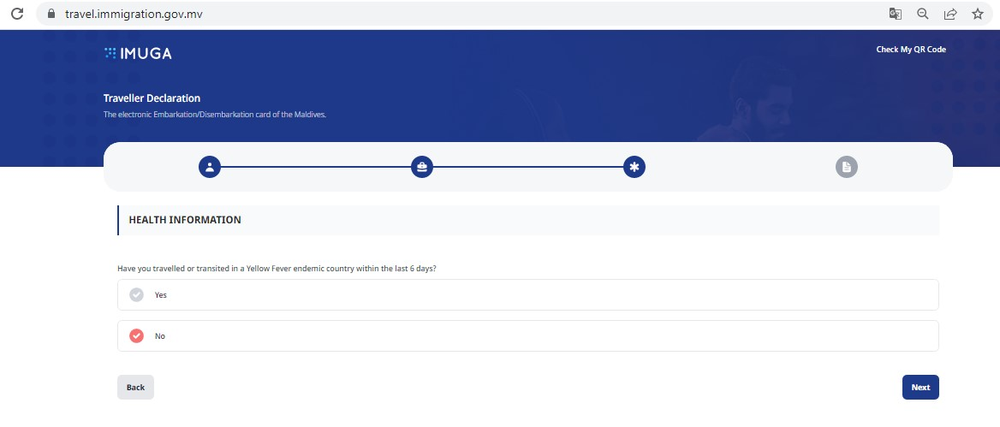 travel.immigration.gov.mv
IMUGA
Check My QR Code
Traveller Declaration
The electronic Embarkation/Disembarkation card of the Maldives.
HEALTH INFORMATION
Have you travelled or transited in a Yellow Fever endemic country within the last 6 days?
Yes
No
Back
Next